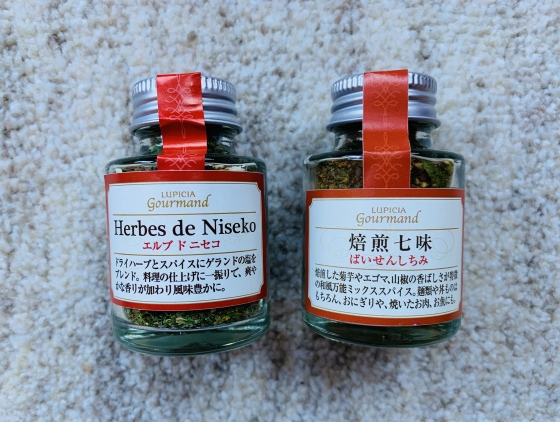 LUPICIA
Gourmand
Herbes de Niseko
エルブ ド ニセコ
ドライハーブとスパイスにゲランドの塩を
ブレンド。料理の仕上げに一振りで、爽や
かな香りが加わり風味豊かに。
LUPICIA
Gourmand
焙煎七味
ばいせんしちみ
焙煎した菊芋やエゴマ、山椒の香ばしさが特徴
の和風万能ミックススパイス。麺類や丼ものは
もちろん、おにぎりや、焼いたお肉、お魚にも。